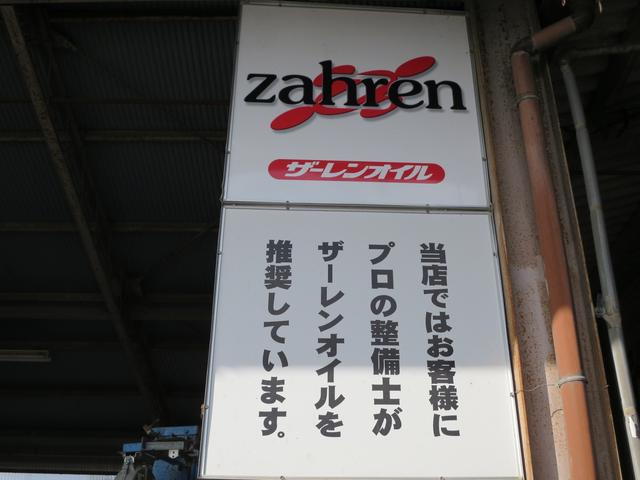 zahren
ザーレンオイル
当店ではお客様に
プロの整備士が
ザーレンオイルを
推奨しています。